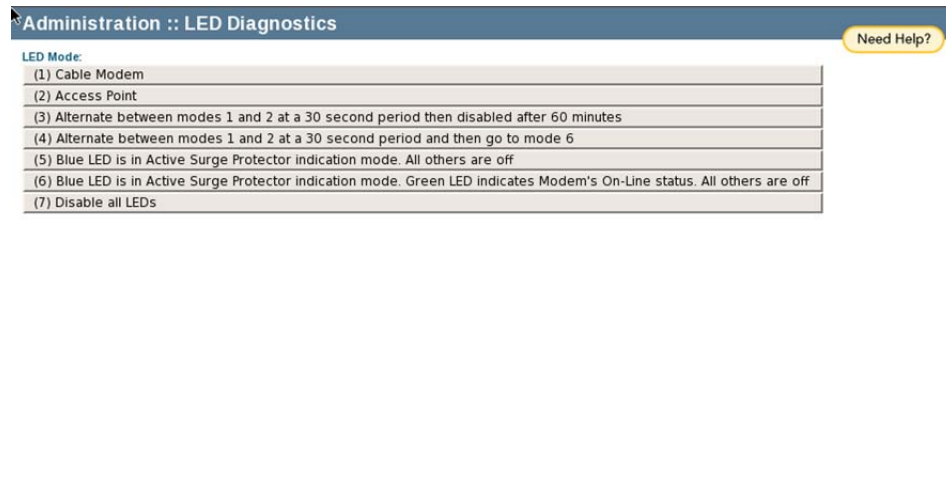 Administration :: LED Diagnostics
Need Help?
LED Mode:
(1) Cable Modem
(2) Access Point
(3) Alternate between modes 1 and 2 at a 30 second period then disabled after 60 minutes
(4) Alternate between modes 1 and 2 at a 30 second period and then go to mode 6
(5) Blue LED is in Active Surge Protector indication mode. All others are off
(6) Blue LED is in Active Surge Protector indication mode. Green LED indicates Modem's On-Line status. All others are off
(7) Disable all LEDs